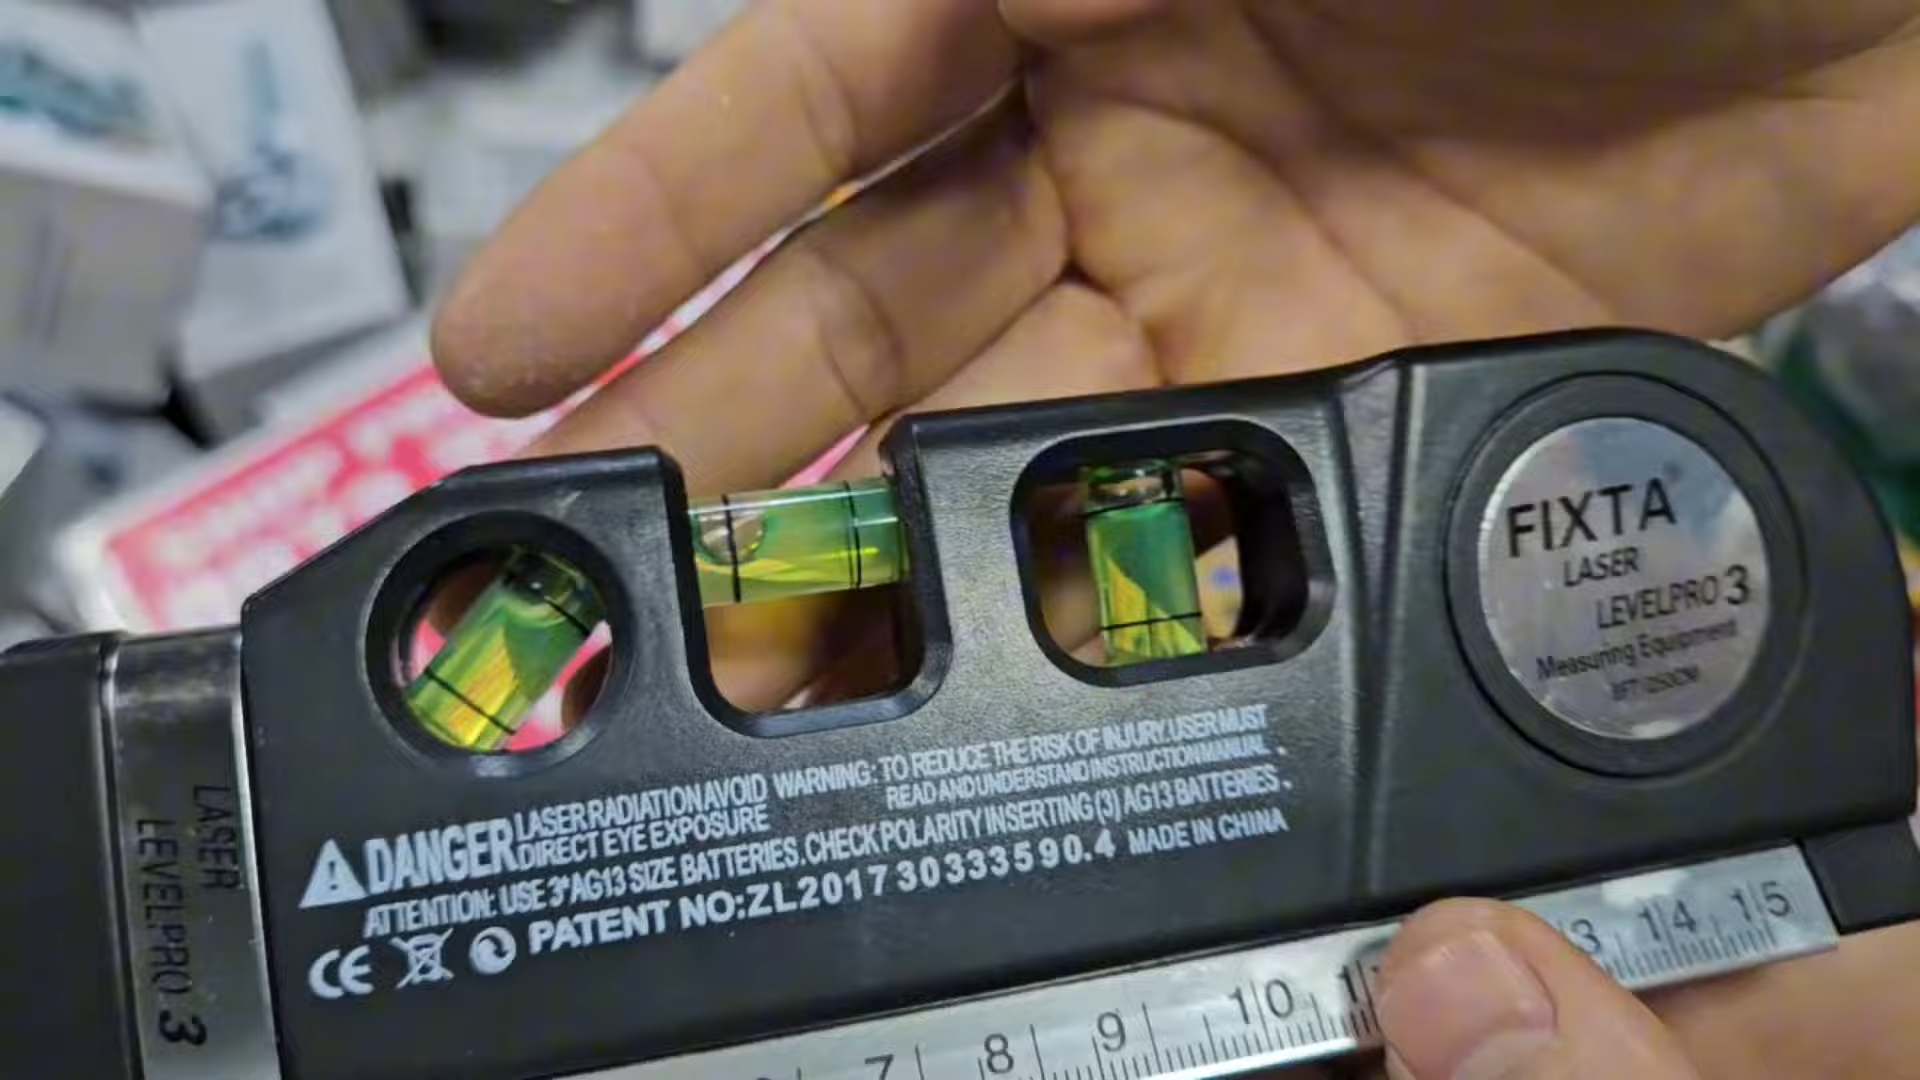 FIXTA
LASER
LEVELPRO 3
Measuring Equipment
LASER
LEVELPRO 3
DANGER LASER RADIATION AVOID DIRECT EYE EXPOSURE
WARNING: TO REDUCE THE RISK OF INJURY.USER MUST
READ AND UNDERSTAND INSTRUCTION MANUAL .
ATTENTION: USE 3*AG13 SIZE BATTERIES.CHECK POLARITY INSERTING (3) AG13 BATTERIES .
PATENT NO:ZL2017 30333590.4 MADE IN CHINA
CE
7 8 9 10 13 14 15